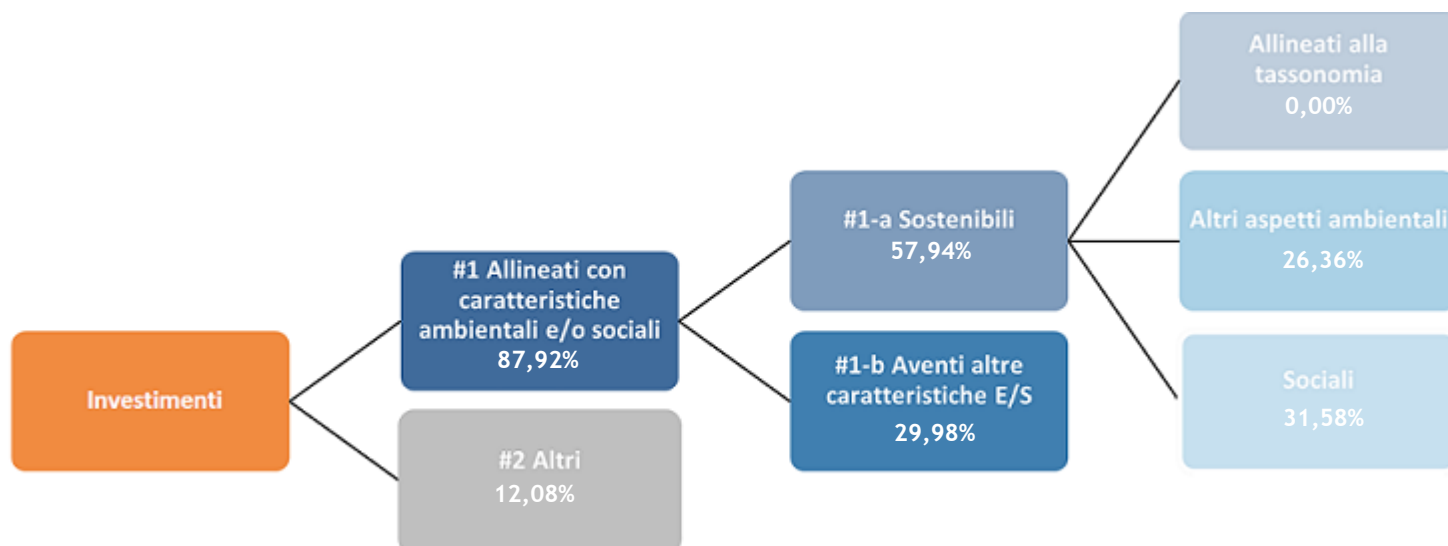 Investimenti
#1 Allineati con
caratteristiche
ambientali e/o sociali
87,92%
#2 Altri
12,08%
#1-a Sostenibili
57,94%
#1-b Aventi altre
caratteristiche E/S
29,98%
Allineati alla
tassonomia
0,00%
Altri aspetti ambientali
26,36%
Sociali
31,58%